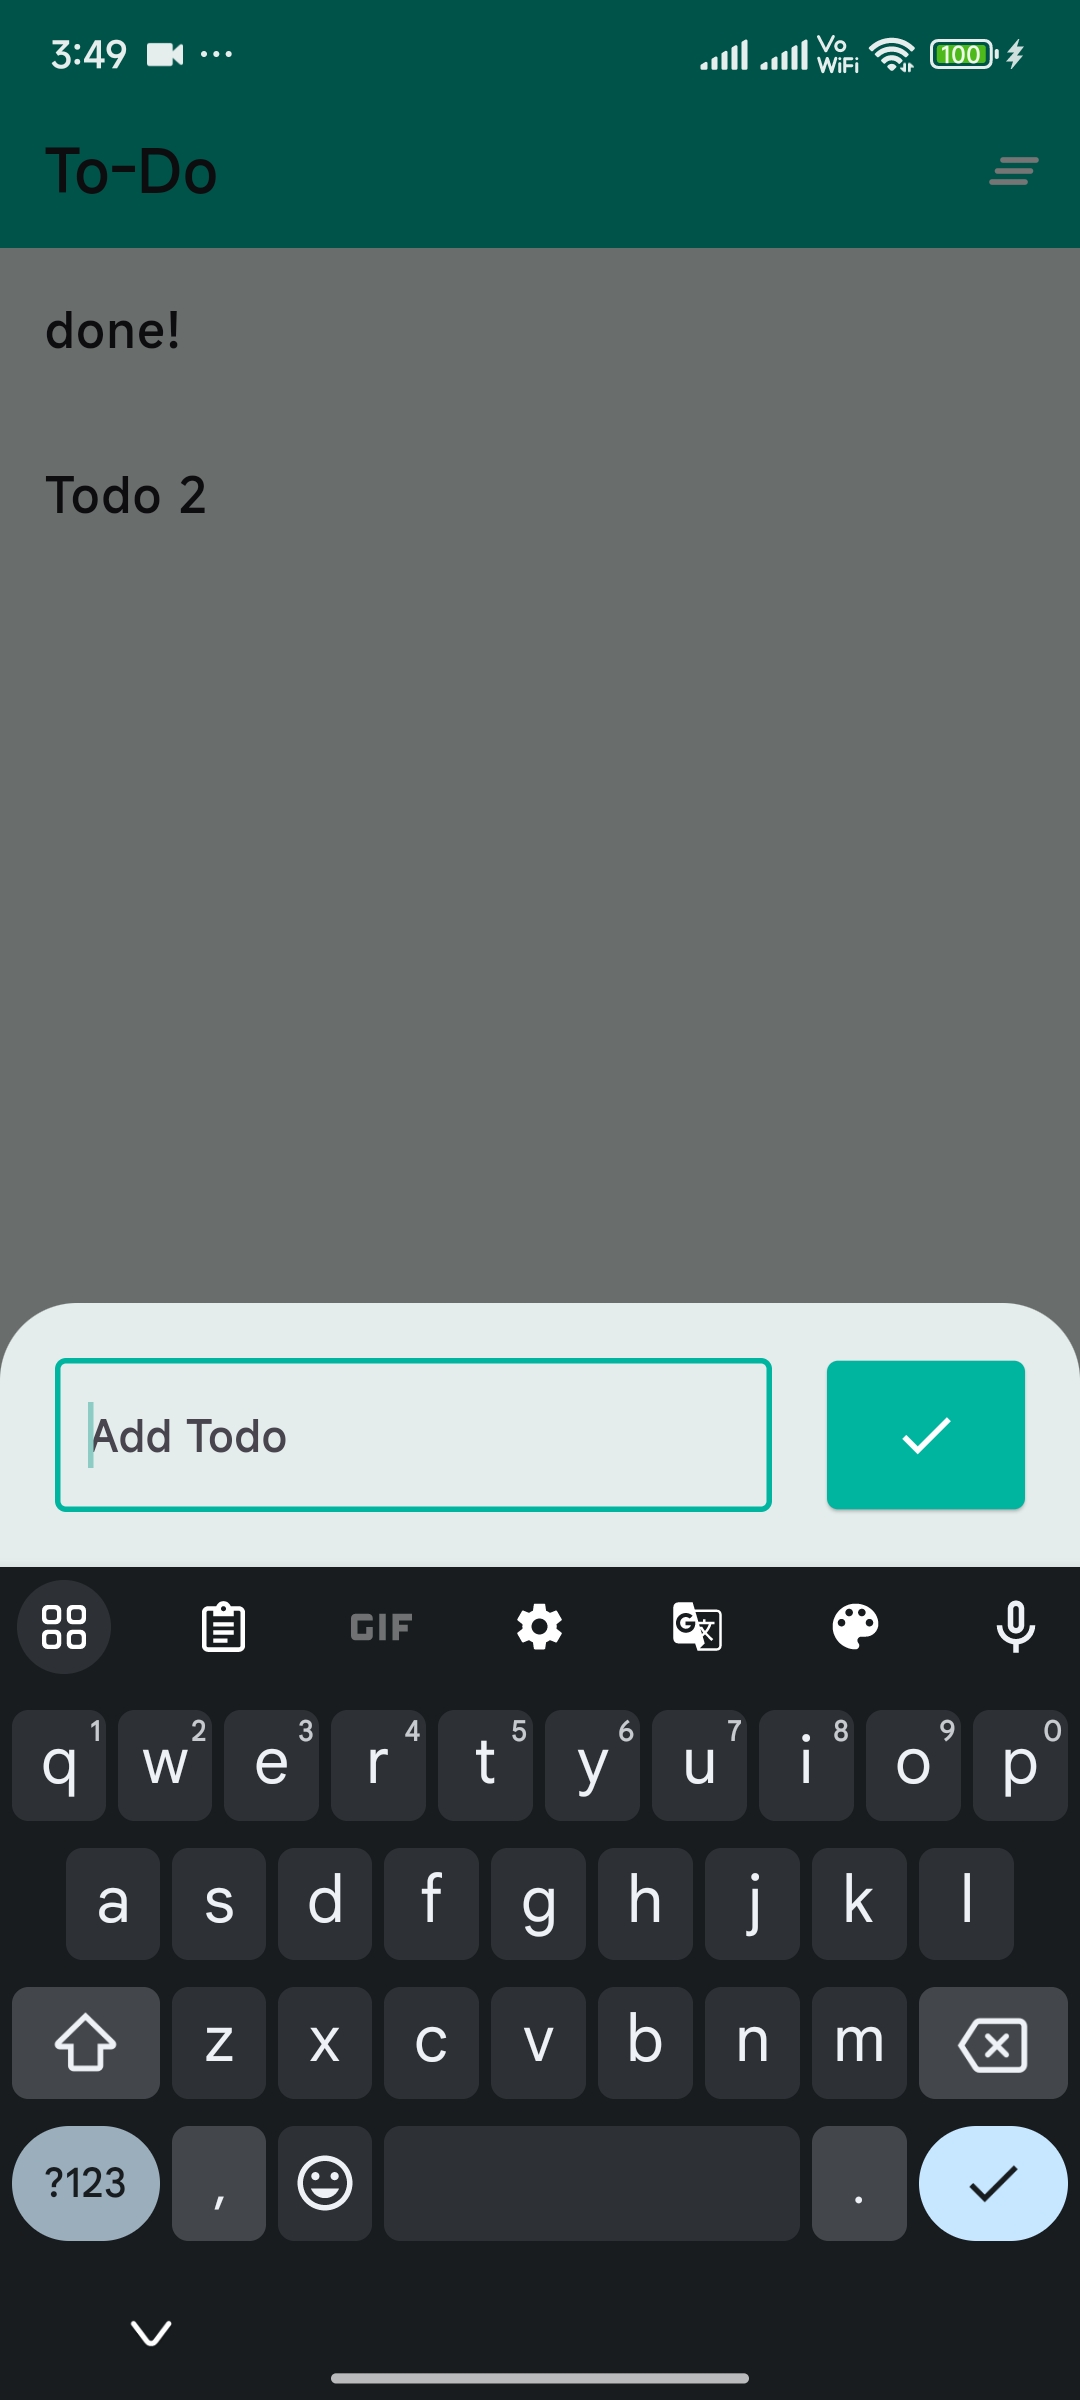 3:49 ... Vo WiFi 100
To-Do
done!
Todo 2
Add Todo
GIF G 文
q 1 w 2 e 3 r 4 t 5 y 6 u 7 i 8 o 9 p 0
a s d f g h j k l
z x c v b n m
?123 , .